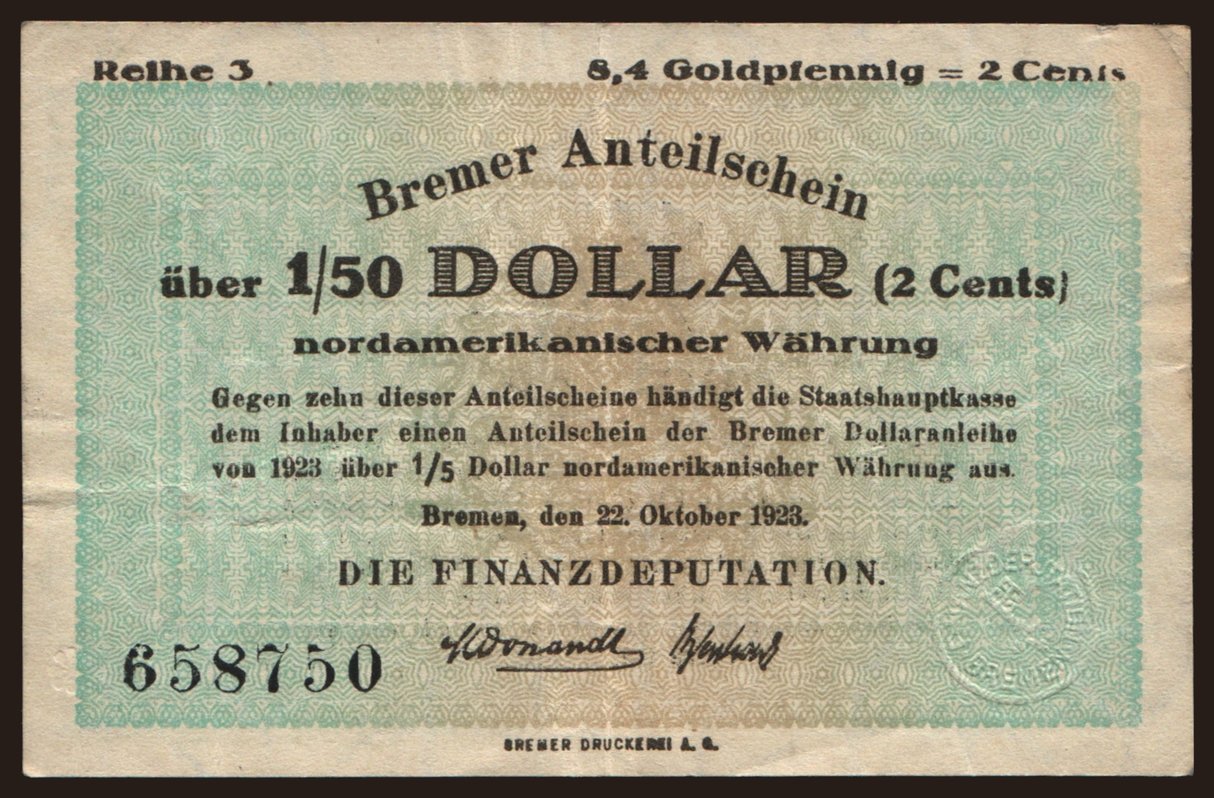 Reihe 3
8,4 Goldpfennig = 2 Cents
Bremer Anteilschein
über 1/50 DOLLAR (2 Cents)
nordamerikanischer Währung
Gegen zehn dieser Anteilscheine händigt die Staatshauptkasse
dem Inhaber einen Anteilschein der Bremer Dollaranleihe
von 1923 über 1/5 Dollar nordamerikanischer Währung aus.
Bremen, den 22. Oktober 1923.
DIE FINANZDEPUTATION.
Donandt
658750
BREMEN
BREMER DRUCKEREI A. G.